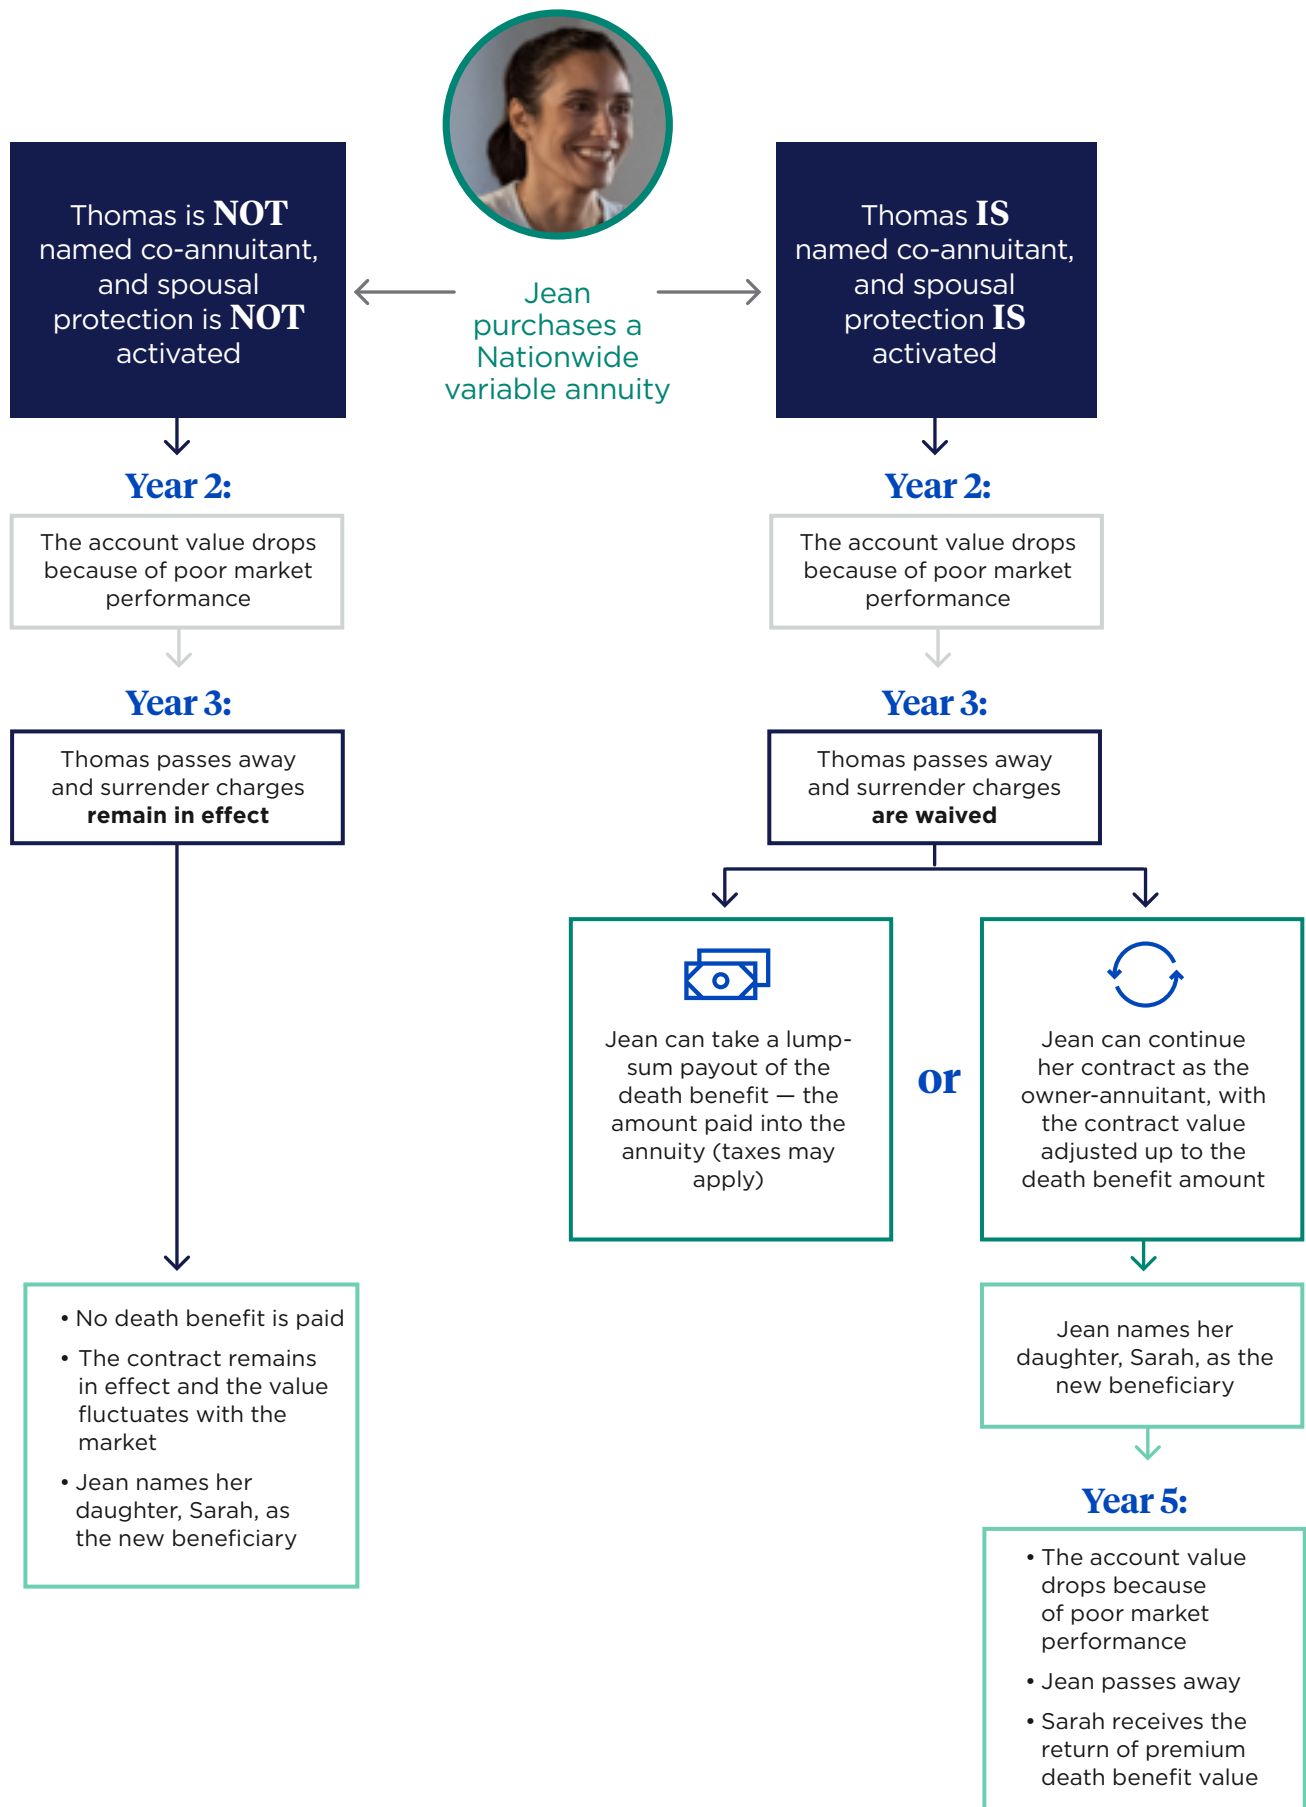 Jean
purchases a
Nationwide
variable annuity
Thomas is NOT
named co-annuitant,
and spousal
protection is NOT
activated
Year 2:
The account value drops
because of poor market
performance
Year 3:
Thomas passes away
and surrender charges
remain in effect
• No death benefit is paid
• The contract remains
in effect and the value
fluctuates with the
market
• Jean names her
daughter, Sarah, as
the new beneficiary
Thomas IS
named co-annuitant,
and spousal
protection IS
activated
Year 2:
The account value drops
because of poor market
performance
Year 3:
Thomas passes away
and surrender charges
are waived
Jean can take a lump-
sum payout of the
death benefit — the
amount paid into the
annuity (taxes may
apply)
or
Jean can continue
her contract as the
owner-annuitant, with
the contract value
adjusted up to the
death benefit amount
Jean names her
daughter, Sarah, as the
new beneficiary
Year 5:
• The account value
drops because
of poor market
performance
• Jean passes away
• Sarah receives the
return of premium
death benefit value